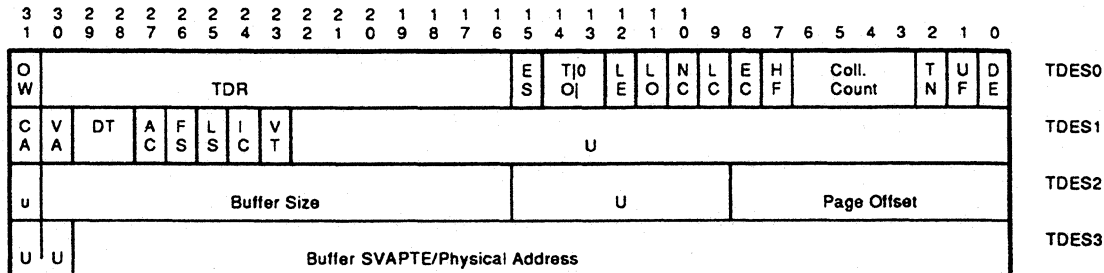 3 3 2 2 2 2 2 2 2 2 2 2 1 1 1 1 1 1 1 1 1 1
1 0 9 8 7 6 5 4 3 2 1 0 9 8 7 6 5 4 3 2 1 0 9 8 7 6 5 4 3 2 1 0
O E T|0 L L N L E H Coll. T U D TDES0
W TDR S O| E O C C C F Count N F E
C V DT A F L I V TDES1
A A C S S C T U
u Buffer Size U Page Offset TDES2
U U Buffer SVAPTE/Physical Address TDES3